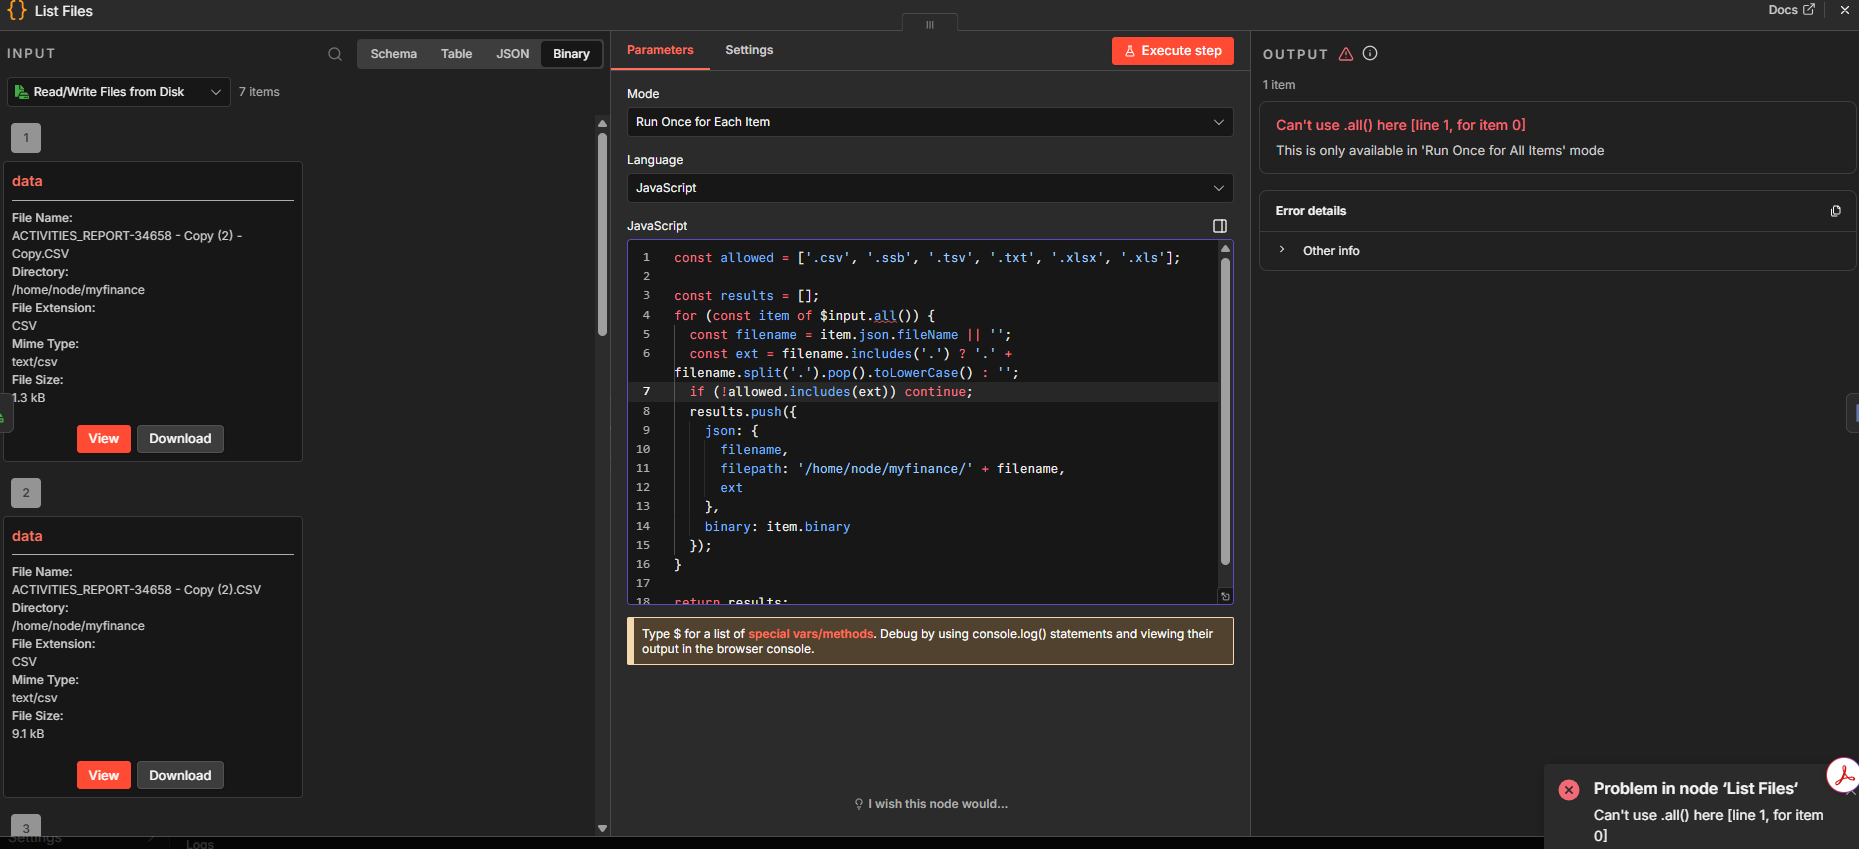 {} List Files
Docs
INPUT
Schema
Table
JSON
Binary
Read/Write Files from Disk
7 items
1
data
File Name:
ACTIVITIES_REPORT-34658 - Copy (2) -
Copy.CSV
Directory:
/home/node/myfinance
File Extension:
CSV
Mime Type:
text/csv
File Size:
1.3 kB
View
Download
2
data
File Name:
ACTIVITIES_REPORT-34658 - Copy (2).CSV
Directory:
/home/node/myfinance
File Extension:
CSV
Mime Type:
text/csv
File Size:
9.1 kB
View
Download
3
Settings
Logs
Parameters
Settings
Execute step
Mode
Run Once for Each Item
Language
JavaScript
JavaScript
1 const allowed = ['.csv', '.ssb', '.tsv', '.txt', '.xlsx', '.xls'];
2
3 const results = [];
4 for (const item of $input.all()) {
5 const filename = item.json.fileName || '';
6 const ext = filename.includes('.') ? '.' +
filename.split('.').pop().toLowerCase() : '';
7 if (!allowed.includes(ext)) continue;
8 results.push({
9 json: {
10 filename,
11 filepath: '/home/node/myfinance/' + filename,
12 ext
13 },
14 binary: item.binary
15 });
16 }
17
18 return results;
Type $ for a list of special vars/methods. Debug by using console.log() statements and viewing their
output in the browser console.
I wish this node would...
OUTPUT
1 item
Can't use .all() here [line 1, for item 0]
This is only available in 'Run Once for All Items' mode
Error details
Other info
Problem in node ‘List Files‘
Can't use .all() here [line 1, for item
0]